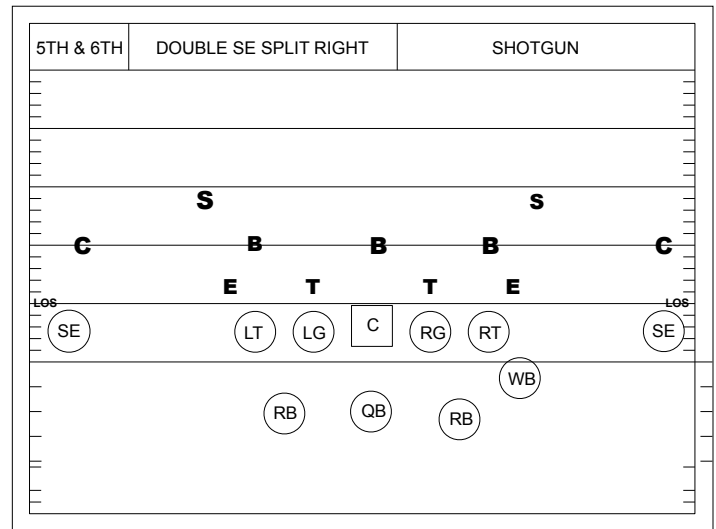 5TH & 6TH DOUBLE SE SPLIT RIGHT SHOTGUN
S S
C B B B C
E T T E
LOS LOS
SE LT LG C RG RT SE
WB
RB QB RB